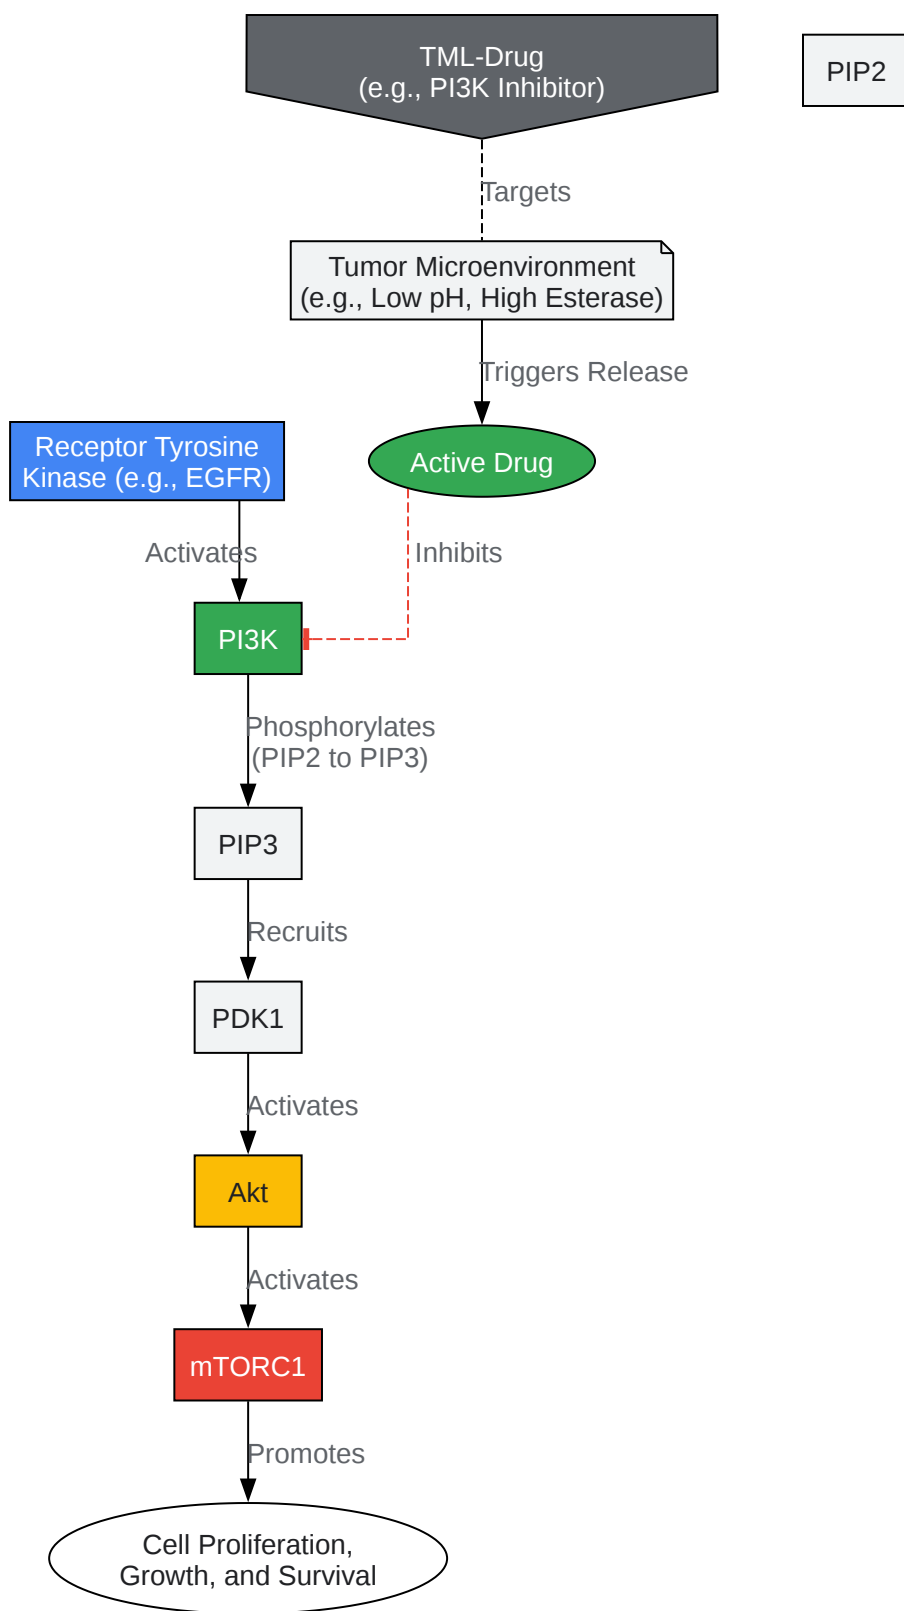 TML-Drug
(e.g., PI3K Inhibitor)
PIP2
Targets
Tumor Microenvironment
(e.g., Low pH, High Esterase)
Triggers Release
Receptor Tyrosine
Kinase (e.g., EGFR)
Active Drug
Activates
Inhibits
PI3K
Phosphorylates
(PIP2 to PIP3)
PIP3
Recruits
PDK1
Activates
Akt
Activates
mTORC1
Promotes
Cell Proliferation,
Growth, and Survival